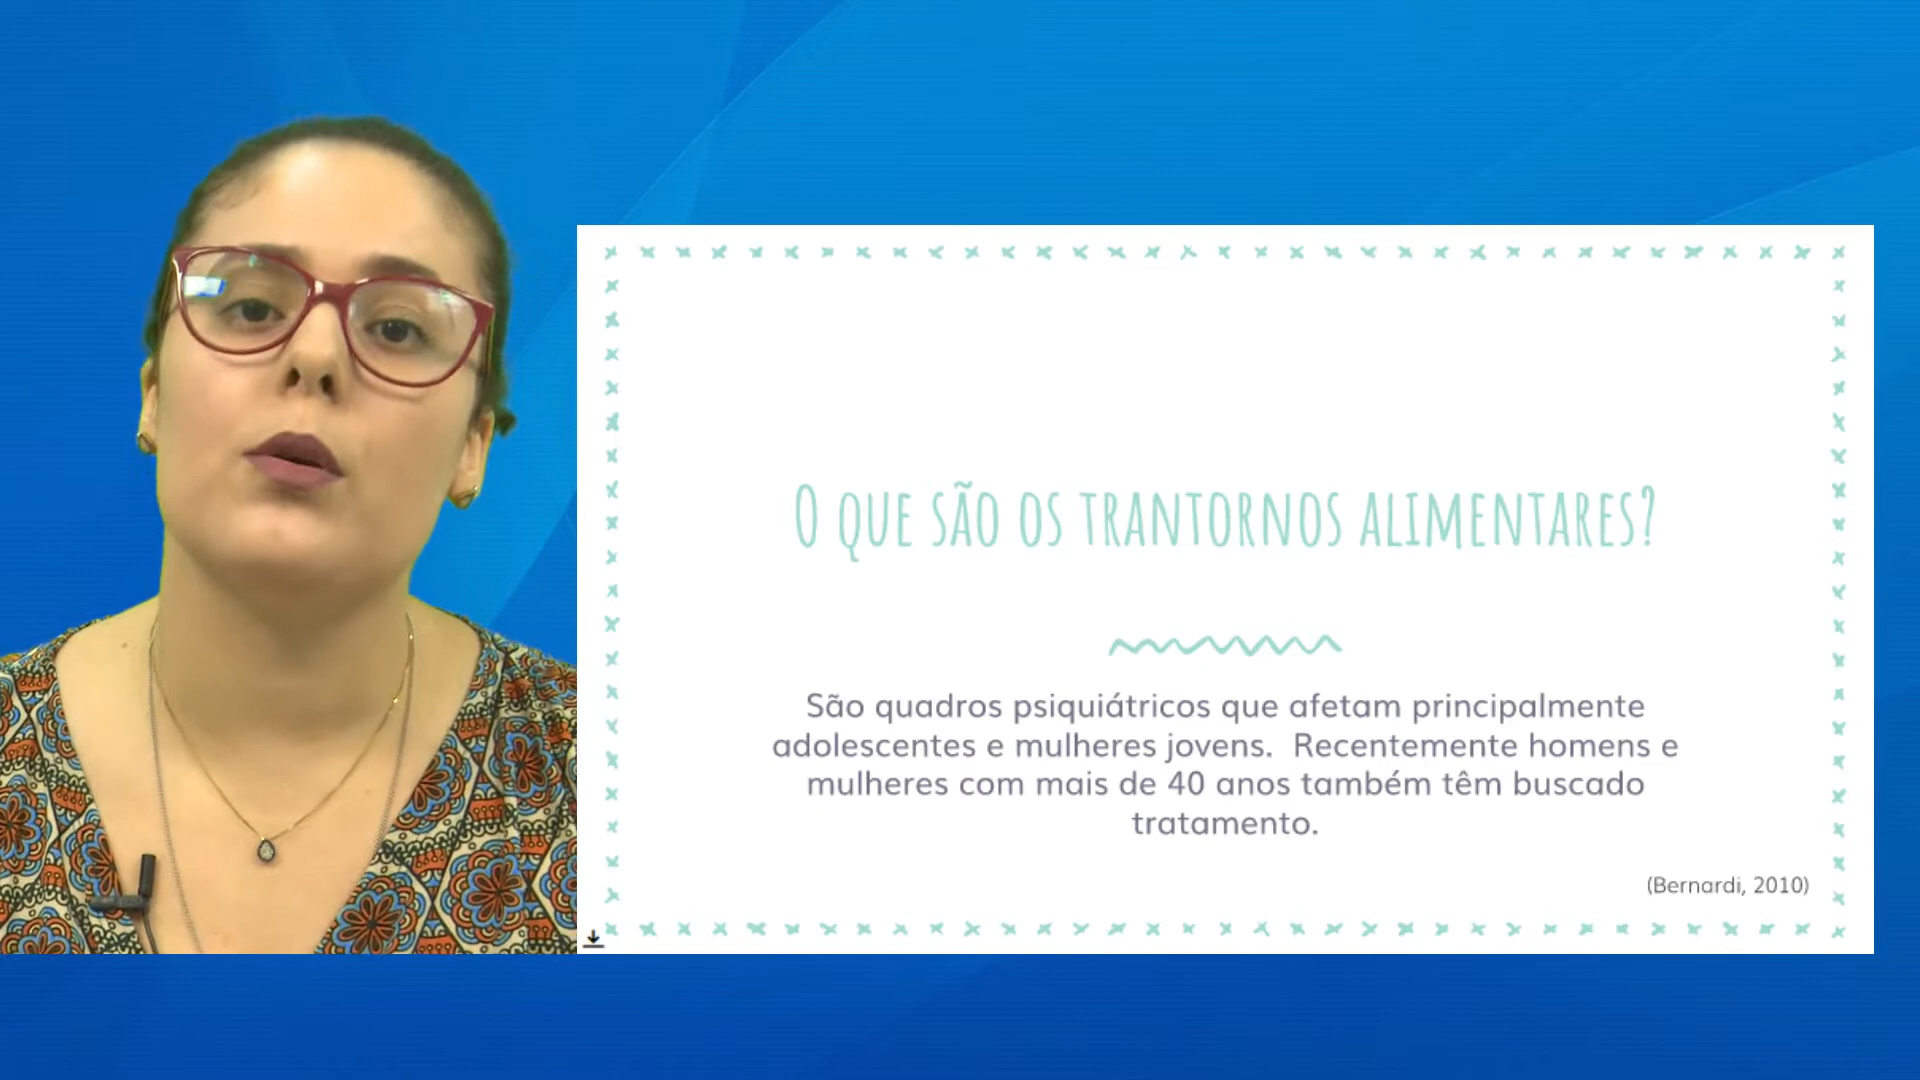 O QUE SÃO OS TRANTORNOS ALIMENTARES?
São quadros psiquiátricos que afetam principalmente
adolescentes e mulheres jovens. Recentemente homens e
mulheres com mais de 40 anos também têm buscado
tratamento.
(Bernardi, 2010)